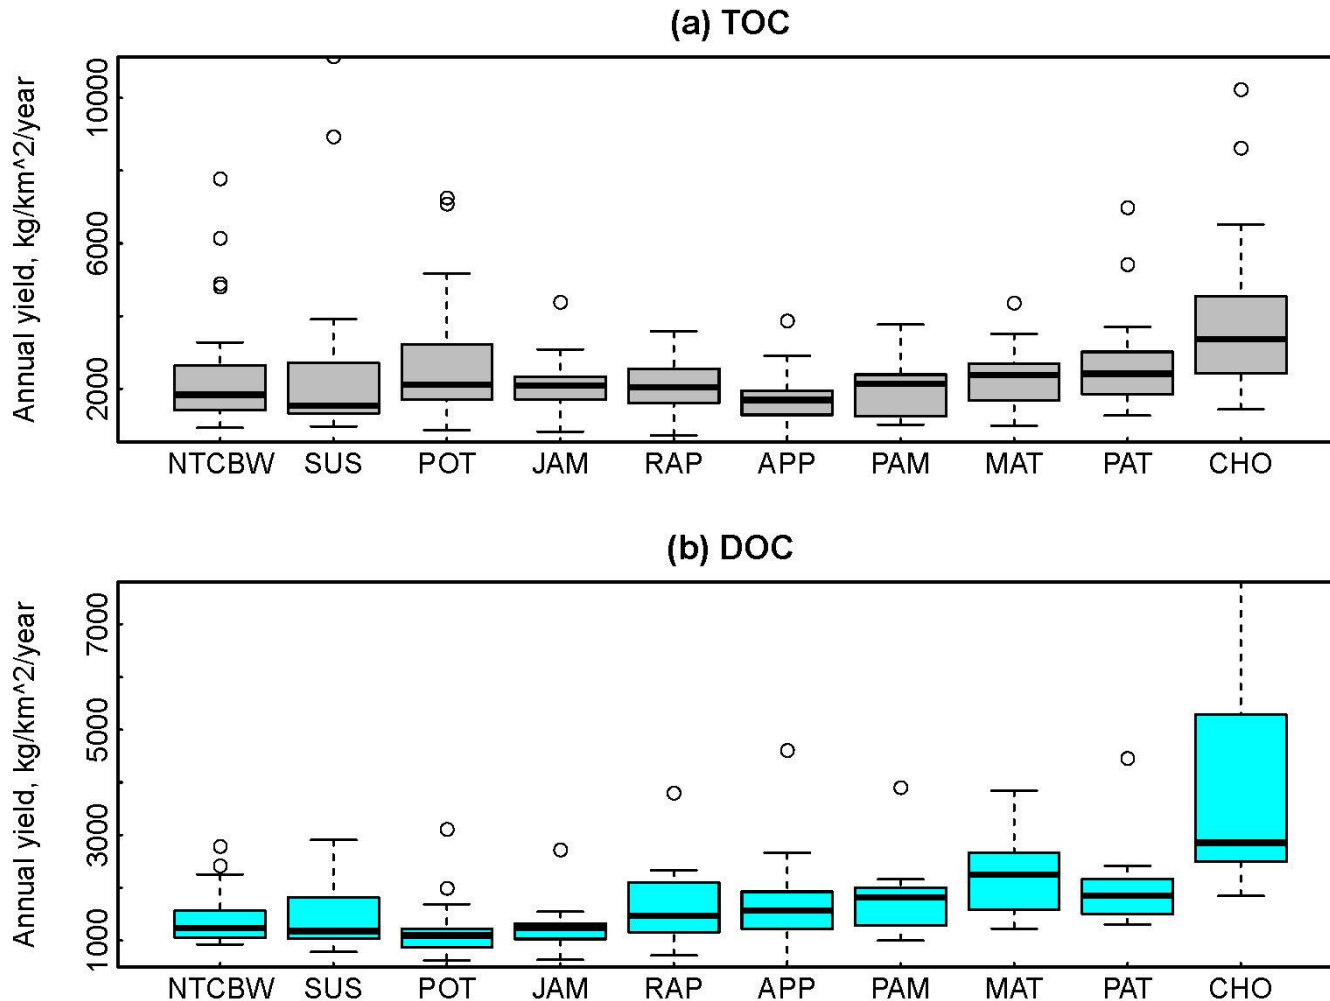 (a) TOC
Annual yield, kg/km^2/year
10000
6000
2000
NTCBW SUS POT JAM RAP APP PAM MAT PAT CHO
(b) DOC
Annual yield, kg/km^2/year
7000
5000
3000
1000
NTCBW SUS POT JAM RAP APP PAM MAT PAT CHO